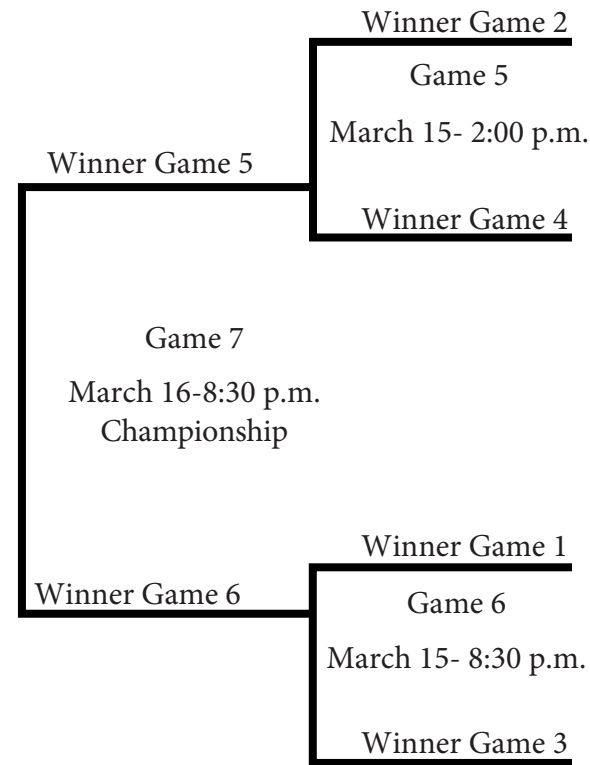 Winner Game 2
Game 5
March 15- 2:00 p.m.
Winner Game 5
Winner Game 4
Game 7
March 16-8:30 p.m.
Championship
Winner Game 1
Winner Game 6
Game 6
March 15- 8:30 p.m.
Winner Game 3